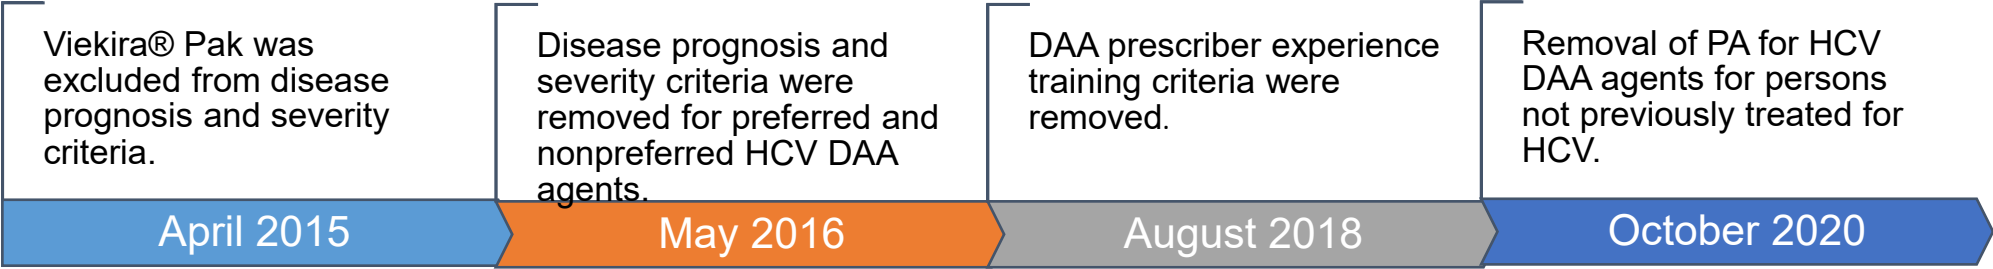 Viekira® Pak was
excluded from disease
prognosis and severity
criteria.
April 2015
Disease prognosis and
severity criteria were
removed for preferred and
nonpreferred HCV DAA
agents.
May 2016
DAA prescriber experience
training criteria were
removed.
August 2018
Removal of PA for HCV
DAA agents for persons
not previously treated for
HCV.
October 2020